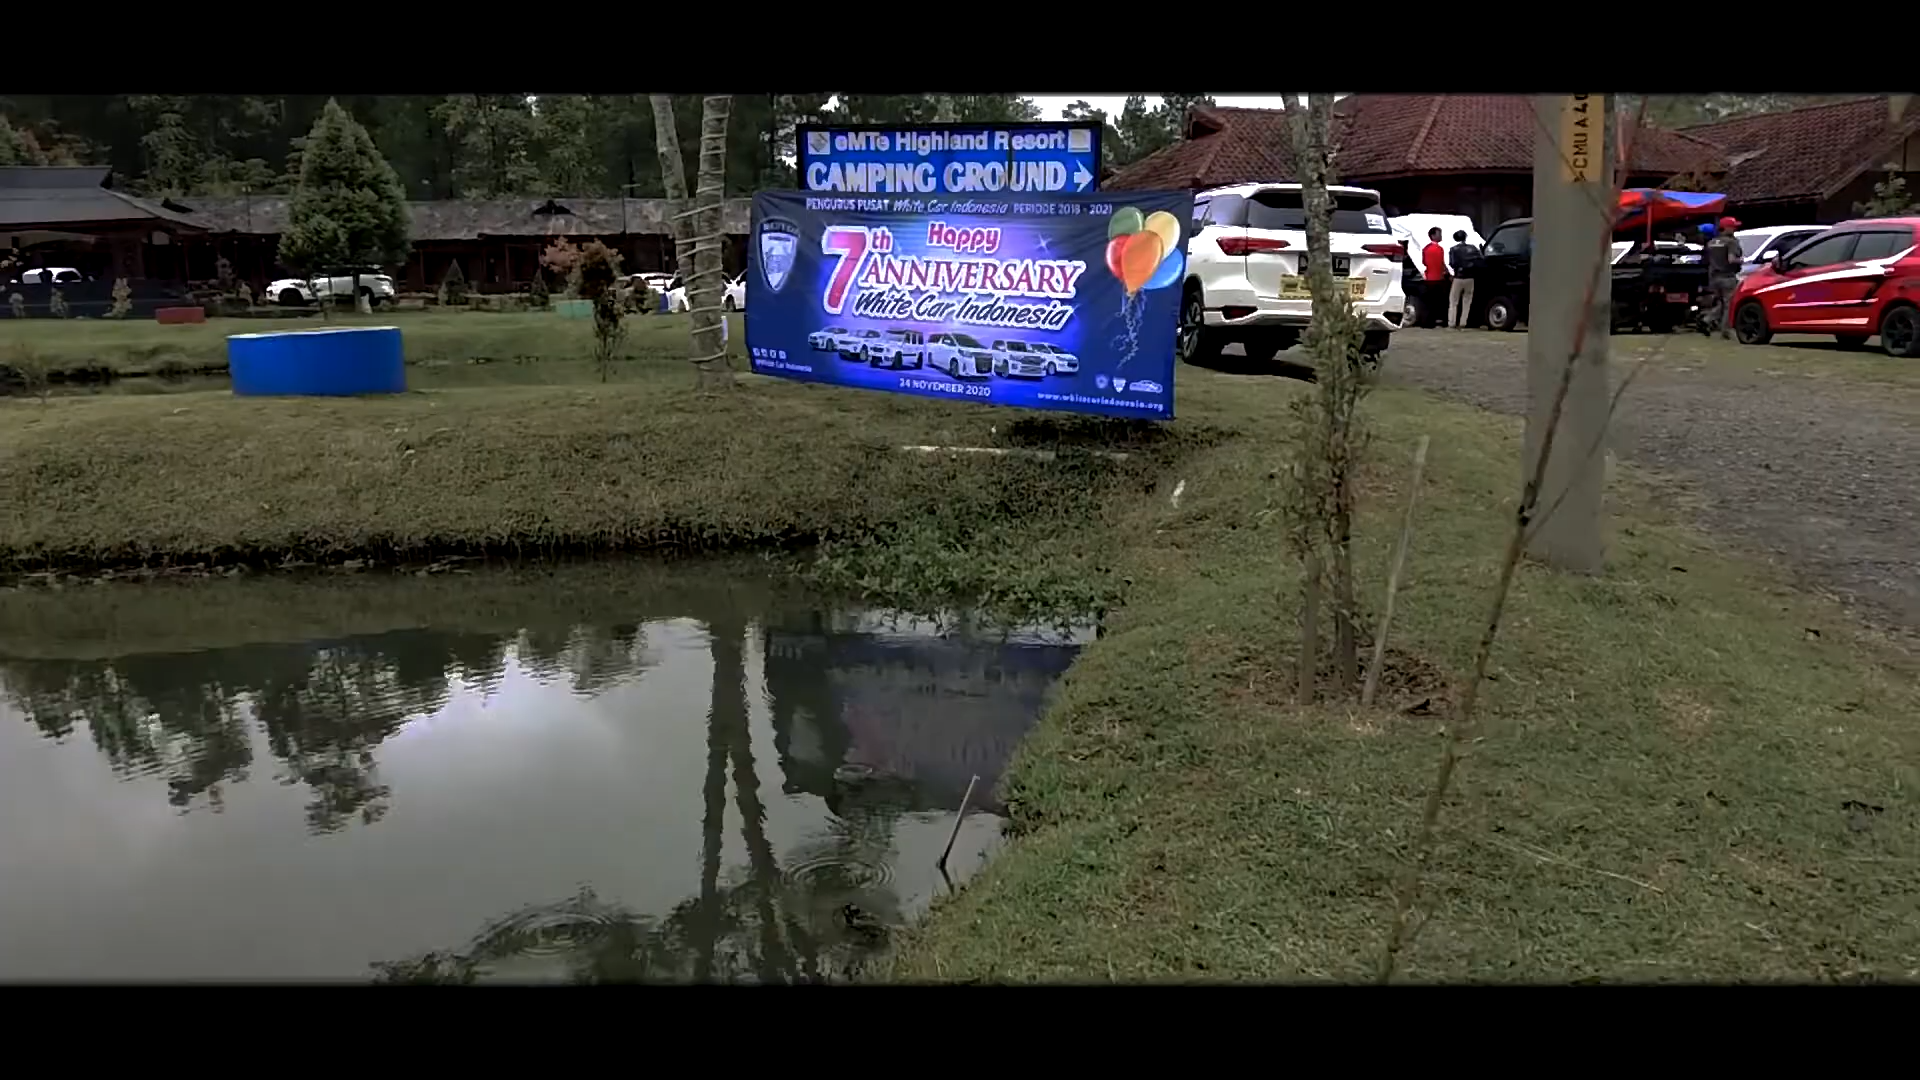 eMTe Highland Resort
CAMPING GROUND
PENGURUS PUSAT White Car Indonesia PERIODE 2018 - 2021
Happy
7th ANNIVERSARY
White Car Indonesia
24 NOVEMBER 2020
www.whitecarindonesia.org